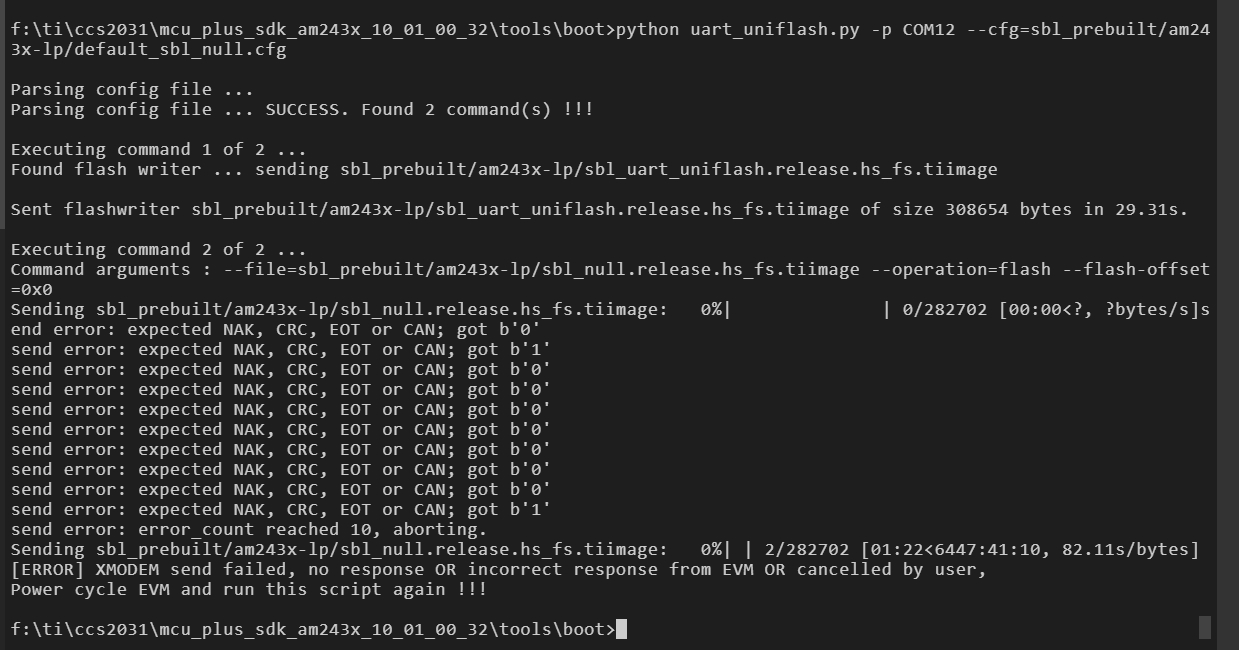 f:\ti\ccs2031\mcu_plus_sdk_am243x_10_01_00_32\tools\boot>python uart_uniflash.py -p COM12 --cfg=sbl_prebuilt/am24
3x-lp/default_sbl_null.cfg
Parsing config file ...
Parsing config file ... SUCCESS. Found 2 command(s) !!!
Executing command 1 of 2 ...
Found flash writer ... sending sbl_prebuilt/am243x-lp/sbl_uart_uniflash.release.hs_fs.tiimage
Sent flashwriter sbl_prebuilt/am243x-lp/sbl_uart_uniflash.release.hs_fs.tiimage of size 308654 bytes in 29.31s.
Executing command 2 of 2 ...
Command arguments : --file=sbl_prebuilt/am243x-lp/sbl_null.release.hs_fs.tiimage --operation=flash --flash-offset
=0x0
Sending sbl_prebuilt/am243x-lp/sbl_null.release.hs_fs.tiimage:   0%|              | 0/282702 [00:00<?, ?bytes/s]s
end error: expected NAK, CRC, EOT or CAN; got b'0'
send error: expected NAK, CRC, EOT or CAN; got b'1'
send error: expected NAK, CRC, EOT or CAN; got b'0'
send error: expected NAK, CRC, EOT or CAN; got b'0'
send error: expected NAK, CRC, EOT or CAN; got b'0'
send error: expected NAK, CRC, EOT or CAN; got b'0'
send error: expected NAK, CRC, EOT or CAN; got b'0'
send error: expected NAK, CRC, EOT or CAN; got b'0'
send error: expected NAK, CRC, EOT or CAN; got b'0'
send error: expected NAK, CRC, EOT or CAN; got b'1'
send error: error_count reached 10, aborting.
Sending sbl_prebuilt/am243x-lp/sbl_null.release.hs_fs.tiimage:   0%| | 2/282702 [01:22<6447:41:10, 82.11s/bytes]
[ERROR] XMODEM send failed, no response OR incorrect response from EVM OR cancelled by user,
Power cycle EVM and run this script again !!!
f:\ti\ccs2031\mcu_plus_sdk_am243x_10_01_00_32\tools\boot>